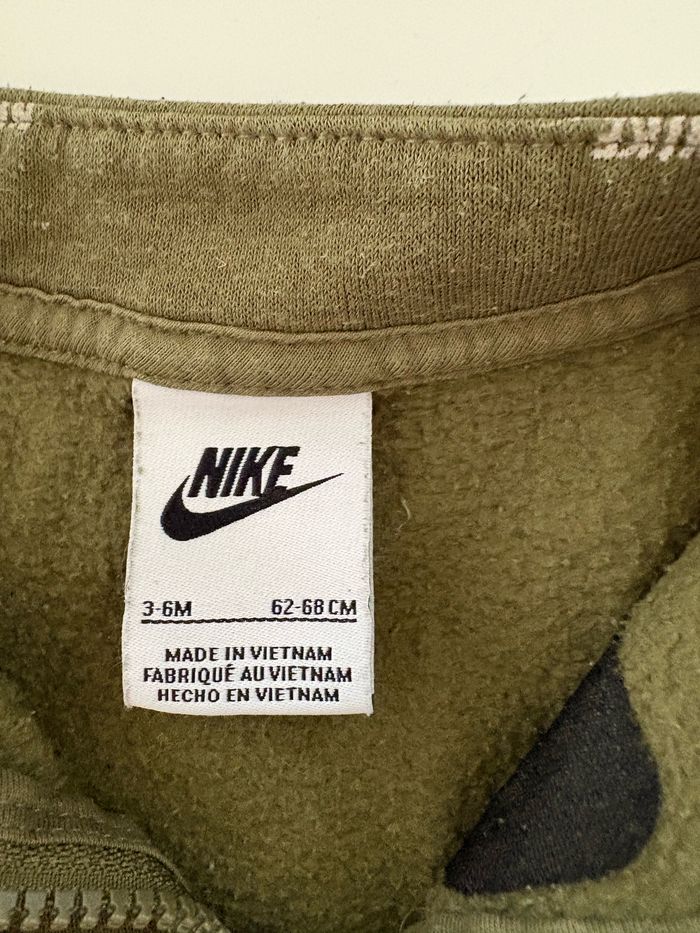 NIKE
3-6M 62-68 CM
MADE IN VIETNAM
FABRIQUÉ AU VIETNAM
HECHO EN VIETNAM